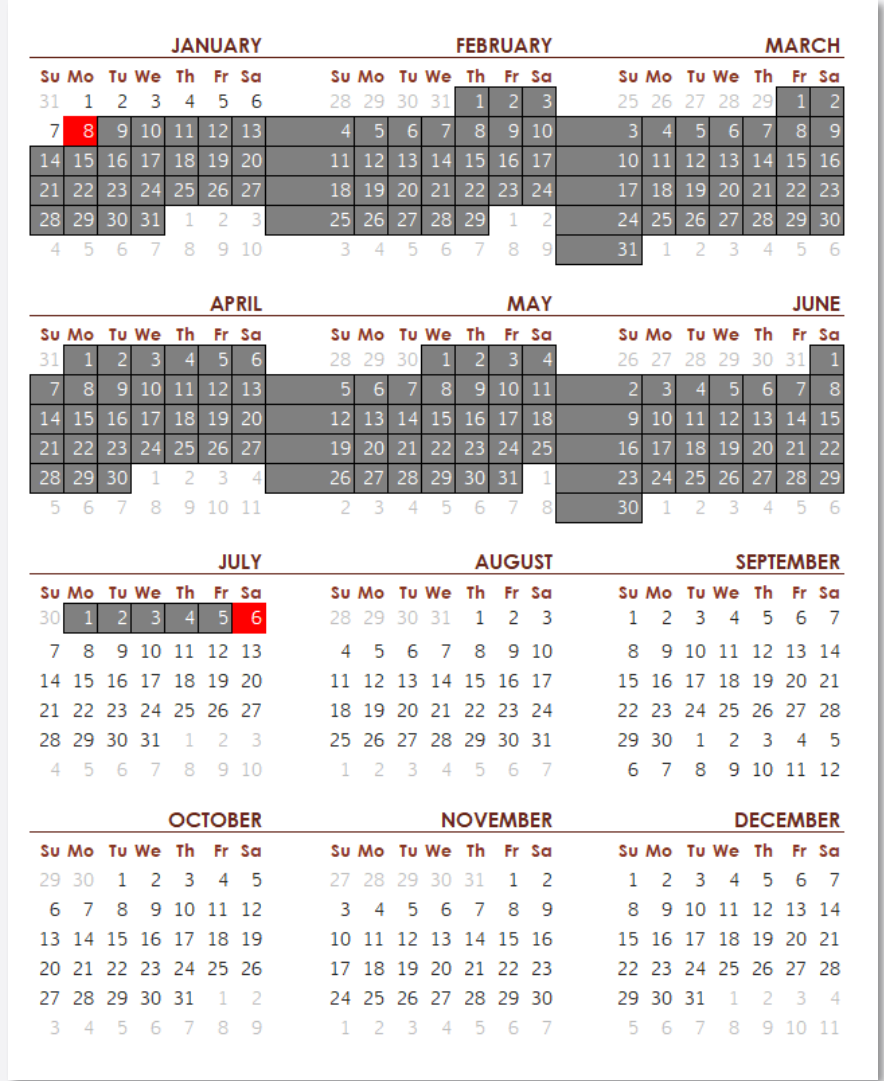 JANUARY FEBRUARY MARCH
Su Mo Tu We Th Fr Sa Su Mo Tu We Th Fr Sa Su Mo Tu We Th Fr Sa
31 1 2 3 4 5 6 28 29 30 31 1 2 3 25 26 27 28 29 1 2
7 8 9 10 11 12 13 4 5 6 7 8 9 10 3 4 5 6 7 8 9
14 15 16 17 18 19 20 11 12 13 14 15 16 17 10 11 12 13 14 15 16
21 22 23 24 25 26 27 18 19 20 21 22 23 24 17 18 19 20 21 22 23
28 29 30 31 1 2 3 25 26 27 28 29 1 2 24 25 26 27 28 29 30
4 5 6 7 8 9 10 3 4 5 6 7 8 9 31 1 2 3 4 5 6
APRIL MAY JUNE
Su Mo Tu We Th Fr Sa Su Mo Tu We Th Fr Sa Su Mo Tu We Th Fr Sa
31 1 2 3 4 5 6 28 29 30 1 2 3 4 26 27 28 29 30 31 1
7 8 9 10 11 12 13 5 6 7 8 9 10 11 2 3 4 5 6 7 8
14 15 16 17 18 19 20 12 13 14 15 16 17 18 9 10 11 12 13 14 15
21 22 23 24 25 26 27 19 20 21 22 23 24 25 16 17 18 19 20 21 22
28 29 30 1 2 3 4 26 27 28 29 30 31 1 23 24 25 26 27 28 29
5 6 7 8 9 10 11 2 3 4 5 6 7 8 30 1 2 3 4 5 6
JULY AUGUST SEPTEMBER
Su Mo Tu We Th Fr Sa Su Mo Tu We Th Fr Sa Su Mo Tu We Th Fr Sa
30 1 2 3 4 5 6 28 29 30 31 1 2 3 1 2 3 4 5 6 7
7 8 9 10 11 12 13 4 5 6 7 8 9 10 8 9 10 11 12 13 14
14 15 16 17 18 19 20 11 12 13 14 15 16 17 15 16 17 18 19 20 21
21 22 23 24 25 26 27 18 19 20 21 22 23 24 22 23 24 25 26 27 28
28 29 30 31 1 2 3 25 26 27 28 29 30 31 29 30 1 2 3 4 5
4 5 6 7 8 9 10 1 2 3 4 5 6 7 6 7 8 9 10 11 12
OCTOBER NOVEMBER DECEMBER
Su Mo Tu We Th Fr Sa Su Mo Tu We Th Fr Sa Su Mo Tu We Th Fr Sa
29 30 1 2 3 4 5 27 28 29 30 31 1 2 1 2 3 4 5 6 7
6 7 8 9 10 11 12 3 4 5 6 7 8 9 8 9 10 11 12 13 14
13 14 15 16 17 18 19 10 11 12 13 14 15 16 15 16 17 18 19 20 21
20 21 22 23 24 25 26 17 18 19 20 21 22 23 22 23 24 25 26 27 28
27 28 29 30 31 1 2 24 25 26 27 28 29 30 29 30 31 1 2 3 4
3 4 5 6 7 8 9 1 2 3 4 5 6 7 5 6 7 8 9 10 11